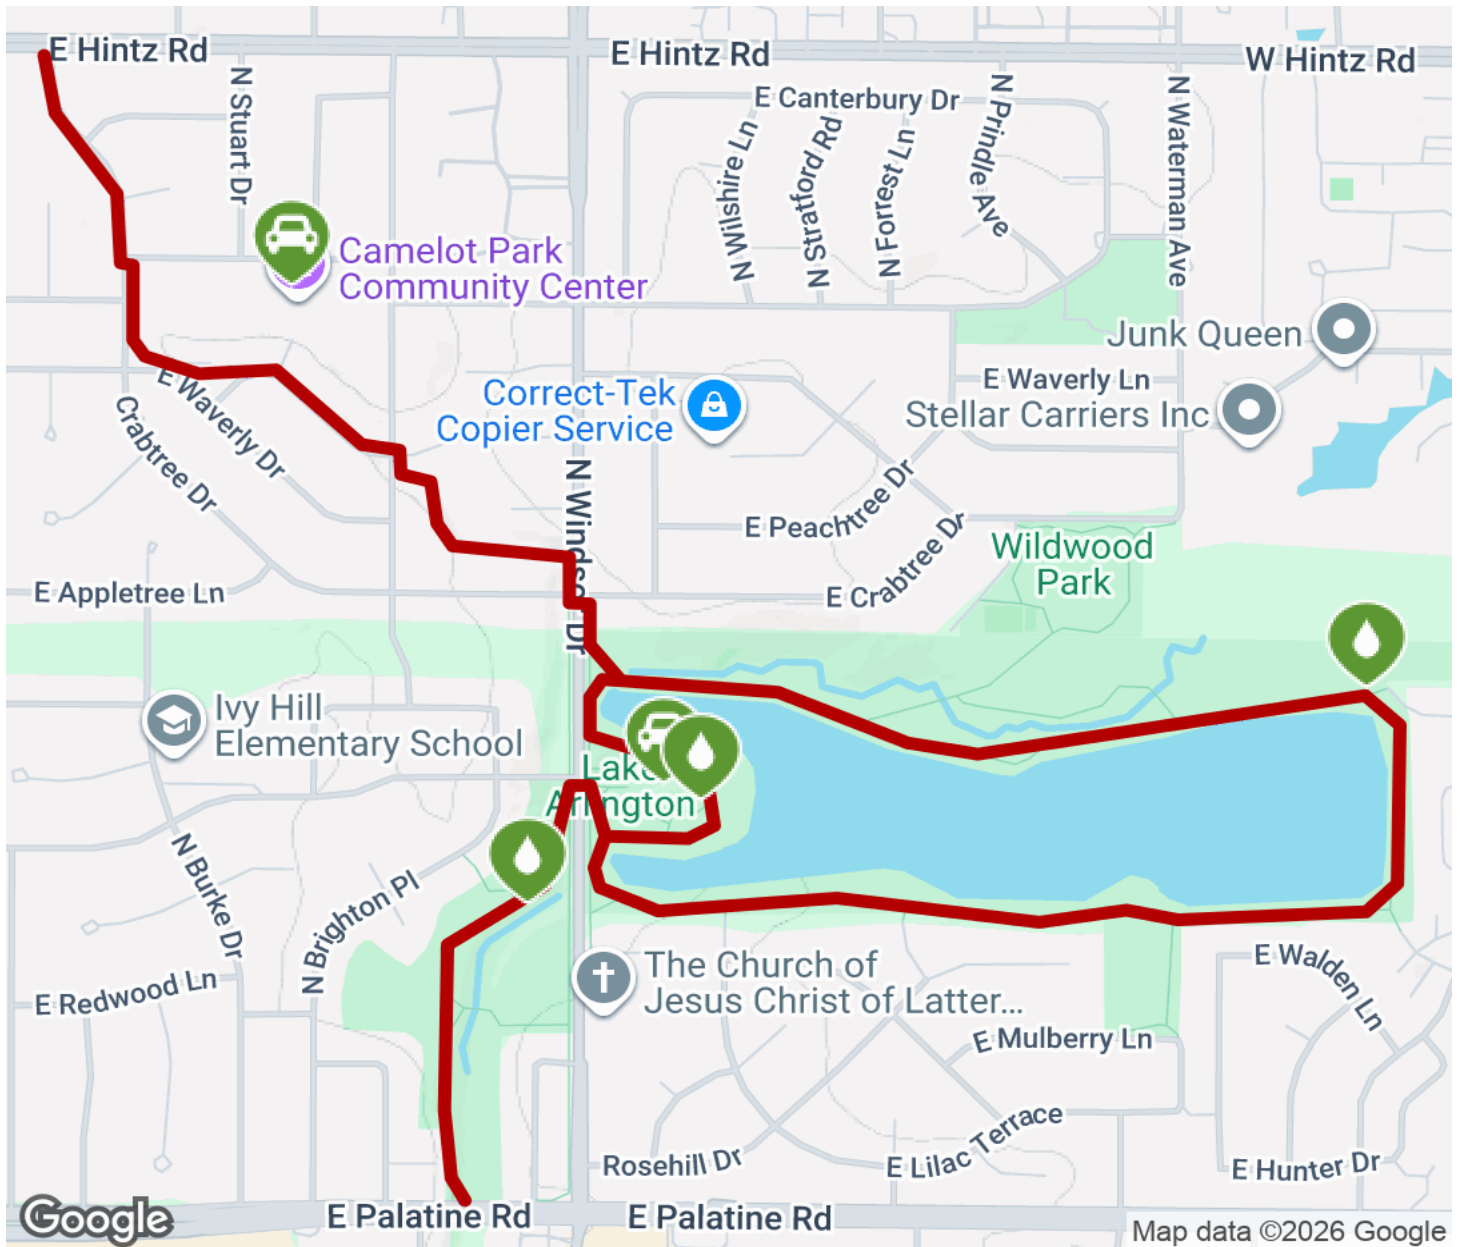 E Hintz Rd
E Hintz Rd
W Hintz Rd
N Stuart Dr
E Canterbury Dr
N Wilshire Ln
N Stratford Rd
N Forrest Ln
N Prindle Ave
N Waterman Ave
Camelot Park
Community Center
Junk Queen
E Waverly Ln
Stellar Carriers Inc
Correct-Tek
Copier Service
E Waverly Dr
Crabtree Dr
N Windsor Dr
E Peachtree Dr
E Crabtree Dr
Wildwood
Park
E Appletree Ln
Ivy Hill
Elementary School
Lake
Arlington
N Burke Dr
N Brighton Pl
E Redwood Ln
The Church of
Jesus Christ of Latter...
E Walden Ln
E Mulberry Ln
E Lilac Terrace
Rosehill Dr
E Hunter Dr
E Palatine Rd
E Palatine Rd
Google
Map data ©2026 Google